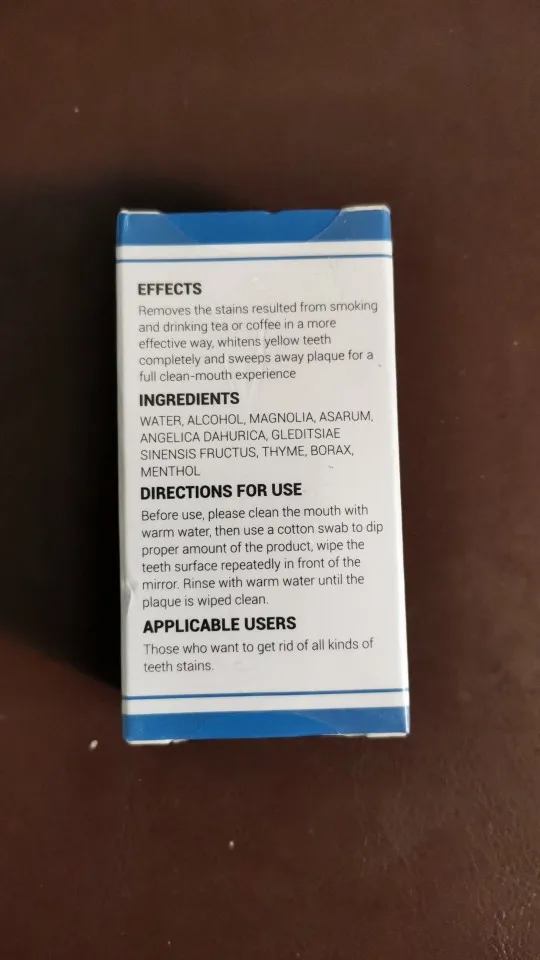 EFFECTS
Removes the stains resulted from smoking
and drinking tea or coffee in a more
effective way, whitens yellow teeth
completely and sweeps away plaque for a
full clean-mouth experience
INGREDIENTS
WATER, ALCOHOL, MAGNOLIA, ASARUM,
ANGELICA DAHURICA, GLEDITSIAE
SINENSIS FRUCTUS, THYME, BORAX,
MENTHOL
DIRECTIONS FOR USE
Before use, please clean the mouth with
warm water, then use a cotton swab to dip
proper amount of the product, wipe the
teeth surface repeatedly in front of the
mirror. Rinse with warm water until the
plaque is wiped clean.
APPLICABLE USERS
Those who want to get rid of all kinds of
teeth stains.